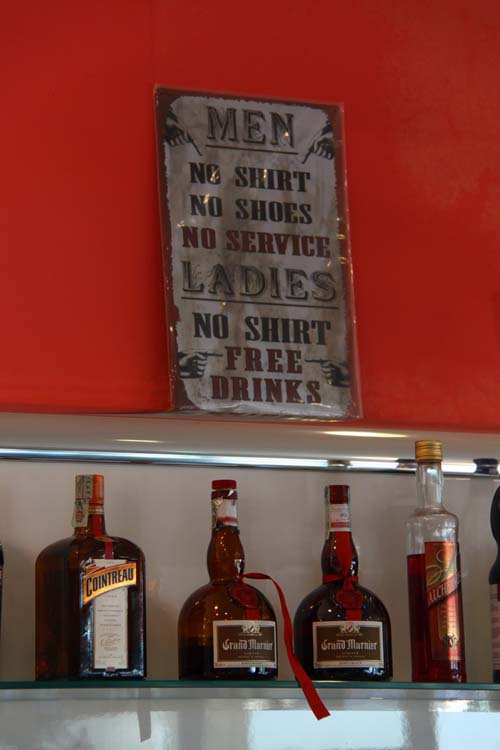 MEN
NO SHIRT
NO SHOES
NO SERVICE
LADIES
NO SHIRT
FREE
DRINKS
COINTREAU
Grand Marnier
Grand Marnier